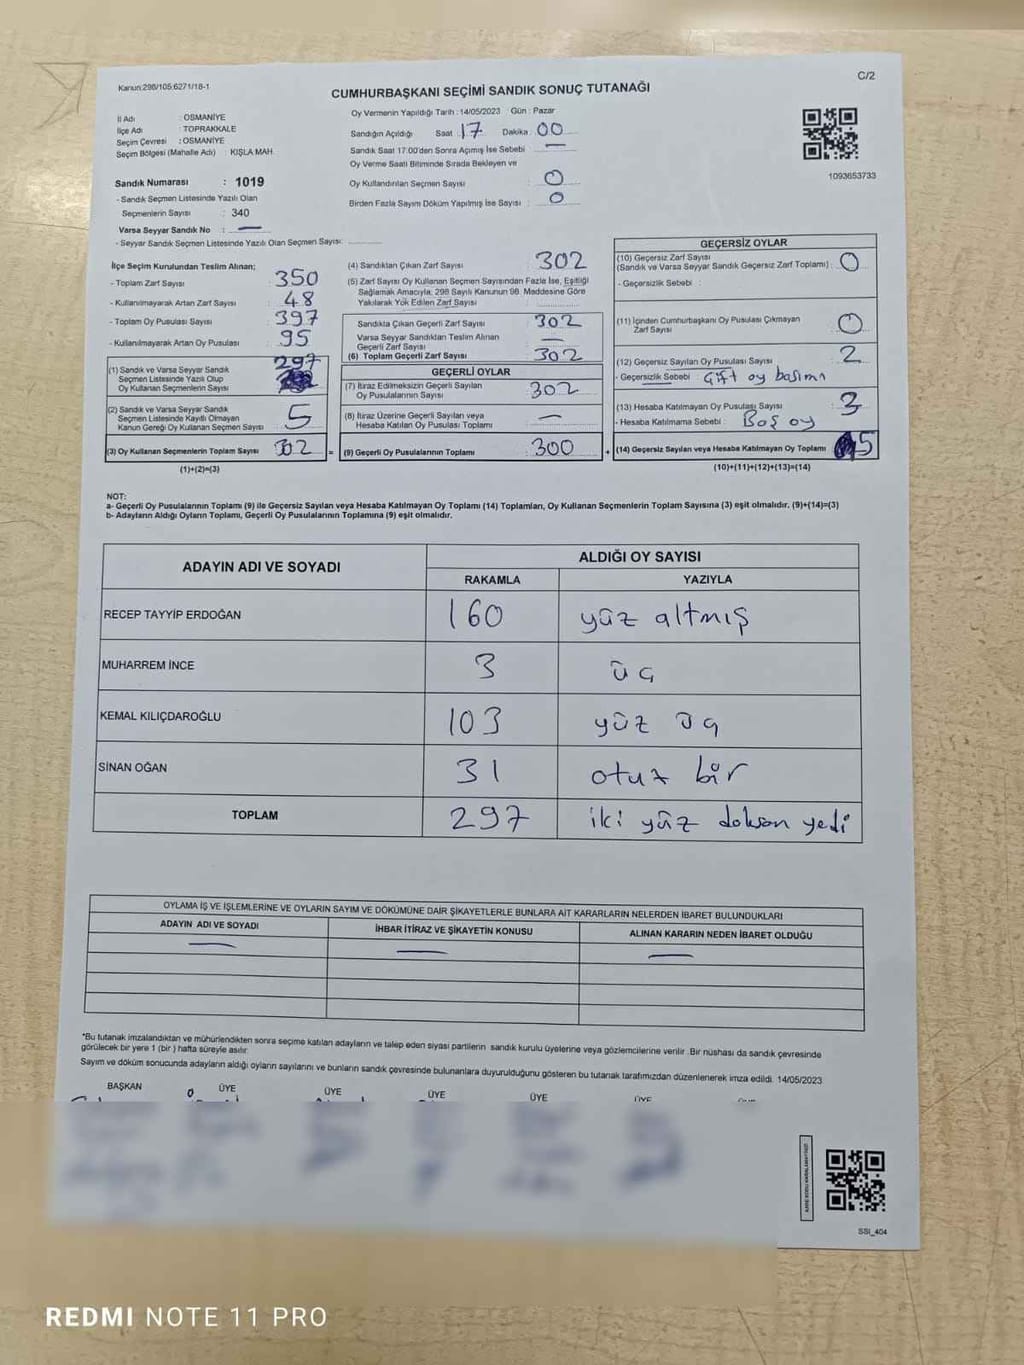 Kanun:298/105:6271/18-1
C/2
CUMHURBAŞKANI SEÇİMİ SANDIK SONUÇ TUTANAĞI
İl Adı : OSMANİYE
İlçe Adı : TOPRAKKALE
Seçim Çevresi : OSMANİYE
Seçim Bölgesi (Mahalle Adı) : KIŞLA MAH.
Oy Vermenin Yapıldığı Tarih : 14/05/2023 Gün : Pazar
Sandığın Açıldığı Saat : 17 Dakika : 00
Sandık Saat 17:00'den Sonra Açımış İse Sebebi : —
Oy Verme Saati Bitiminde Sırada Bekleyen ve
Oy Kullandırılan Seçmen Sayısı : 0
Birden Fazla Sayım Döküm Yapılmış İse Sayısı : 0
1093653733
Sandık Numarası : 1019
- Sandık Seçmen Listesinde Yazılı Olan
Seçmenlerin Sayısı : 340
Varsa Seyyar Sandık No : —
- Seyyar Sandık Seçmen Listesinde Yazılı Olan Seçmen Sayısı:
İlçe Seçim Kurulundan Teslim Alınan;
- Toplam Zarf Sayısı : 350
- Kullanılmayarak Artan Zarf Sayısı : 48
- Toplam Oy Pusulası Sayısı : 397
- Kullanılmayarak Artan Oy Pusulası : 95
(1) Sandık ve Varsa Seyyar Sandık
Seçmen Listesinde Yazılı Olup
Oy Kullanan Seçmenlerin Sayısı : 297
(2) Sandık ve Varsa Seyyar Sandık
Seçmen Listesinde Kayıtlı Olmayan
Kanun Gereği Oy Kullanan Seçmen Sayısı : 5
(3) Oy Kullanan Seçmenlerin Toplam Sayısı : 302
(1)+(2)=(3)
(4) Sandıktan Çıkan Zarf Sayısı : 302
(5) Zarf Sayısı Oy Kullanan Seçmen Sayısından Fazla İse, Eşitliği
Sağlamak Amacıyla; 298 Sayılı Kanunun 98. Maddesine Göre
Yakılarak Yok Edilen Zarf Sayısı :
Sandıkta Çıkan Geçerli Zarf Sayısı : 302
Varsa Seyyar Sandıktan Teslim Alınan
Geçerli Zarf Sayısı : —
(6) Toplam Geçerli Zarf Sayısı : 302
GEÇERLİ OYLAR
(7) İtiraz Edilmeksizin Geçerli Sayılan
Oy Pusulalarının Sayısı : 302
(8) İtiraz Üzerine Geçerli Sayılan veya
Hesaba Katılan Oy Pusulası Toplamı : —
= (9) Geçerli Oy Pusulalarının Toplamı : 300
GEÇERSİZ OYLAR
(10) Geçersiz Zarf Sayısı
(Sandık ve Varsa Seyyar Sandık Geçersiz Zarf Toplamı) : 0
- Geçersizlik Sebebi :
(11) İçinden Cumhurbaşkanı Oy Pusulası Çıkmayan
Zarf Sayısı : 0
(12) Geçersiz Sayılan Oy Pusulası Sayısı : 2
- Geçersizlik Sebebi : Çift oy basımı
(13) Hesaba Katılmayan Oy Pusulası Sayısı : 3
- Hesaba Katılmama Sebebi : Boş oy
+ (14) Geçersiz Sayılan veya Hesaba Katılmayan Oy Toplamı : 5
(10)+(11)+(12)+(13)=(14)
NOT:
a- Geçerli Oy Pusulalarının Toplamı (9) ile Geçersiz Sayılan veya Hesaba Katılmayan Oy Toplamı (14) Toplamları, Oy Kullanan Seçmenlerin Toplam Sayısına (3) eşit olmalıdır. (9)+(14)=(3)
b- Adayların Aldığı Oyların Toplamı, Geçerli Oy Pusulalarının Toplamına (9) eşit olmalıdır.
ADAYIN ADI VE SOYADI
ALDIĞI OY SAYISI
RAKAMLA YAZIYLA
RECEP TAYYİP ERDOĞAN 160 yüz altmış
MUHARREM İNCE 3 üç
KEMAL KILIÇDAROĞLU 103 yüz üç
SİNAN OĞAN 31 otuz bir
TOPLAM 297 iki yüz doksan yedi
OYLAMA İŞ VE İŞLEMLERİNE VE OYLARIN SAYIM VE DÖKÜMÜNE DAİR ŞİKAYETLERLE BUNLARA AİT KARARLARIN NELERDEN İBARET BULUNDUKLARI
ADAYIN ADI VE SOYADI İHBAR İTİRAZ VE ŞİKAYETİN KONUSU ALINAN KARARIN NEDEN İBARET OLDUĞU
— — —
*Bu tutanak imzalandıktan ve mühürlendikten sonra seçime katılan adayların ve talep eden siyasi partilerin sandık kurulu üyelerine veya gözlemcilerine verilir .Bir nüshası da sandık çevresinde
görülecek bir yere 1 (bir ) hafta süreyle asılır.
Sayım ve döküm sonucunda adayların aldığı oyların sayılarını ve bunların sandık çevresinde bulunanlara duyurulduğunu gösteren bu tutanak tarafımızdan düzenlenerek imza edildi. 14/05/2023
BAŞKAN ÜYE ÜYE ÜYE ÜYE ÜYE
SSI_404
REDMI NOTE 11 PRO